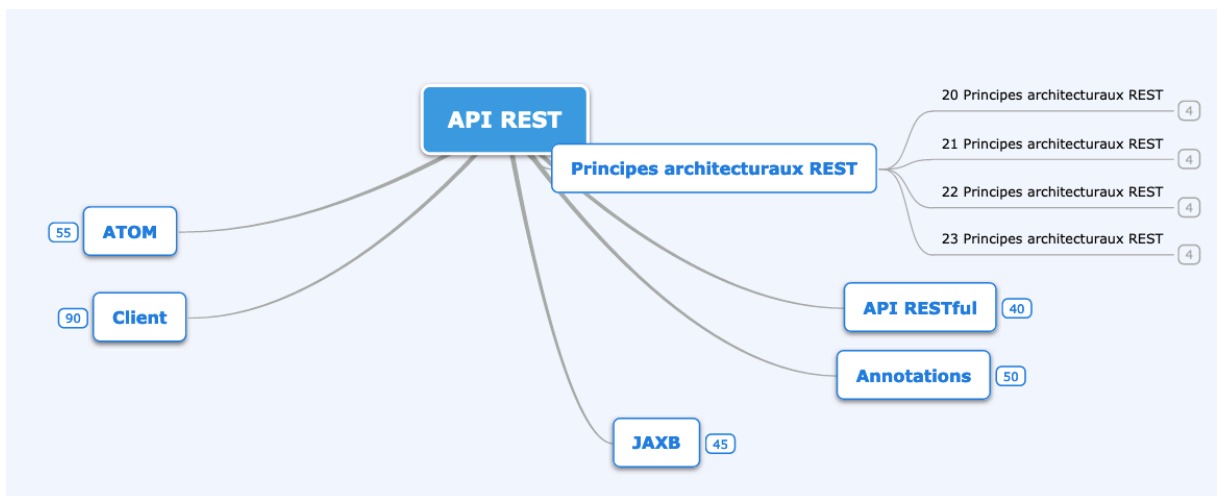 API REST
20 Principes architecturaux REST
4
21 Principes architecturaux REST
4
Principes architecturaux REST
22 Principes architecturaux REST
4
23 Principes architecturaux REST
4
55 ATOM
90 Client
API RESTful 40
Annotations 50
JAXB 45